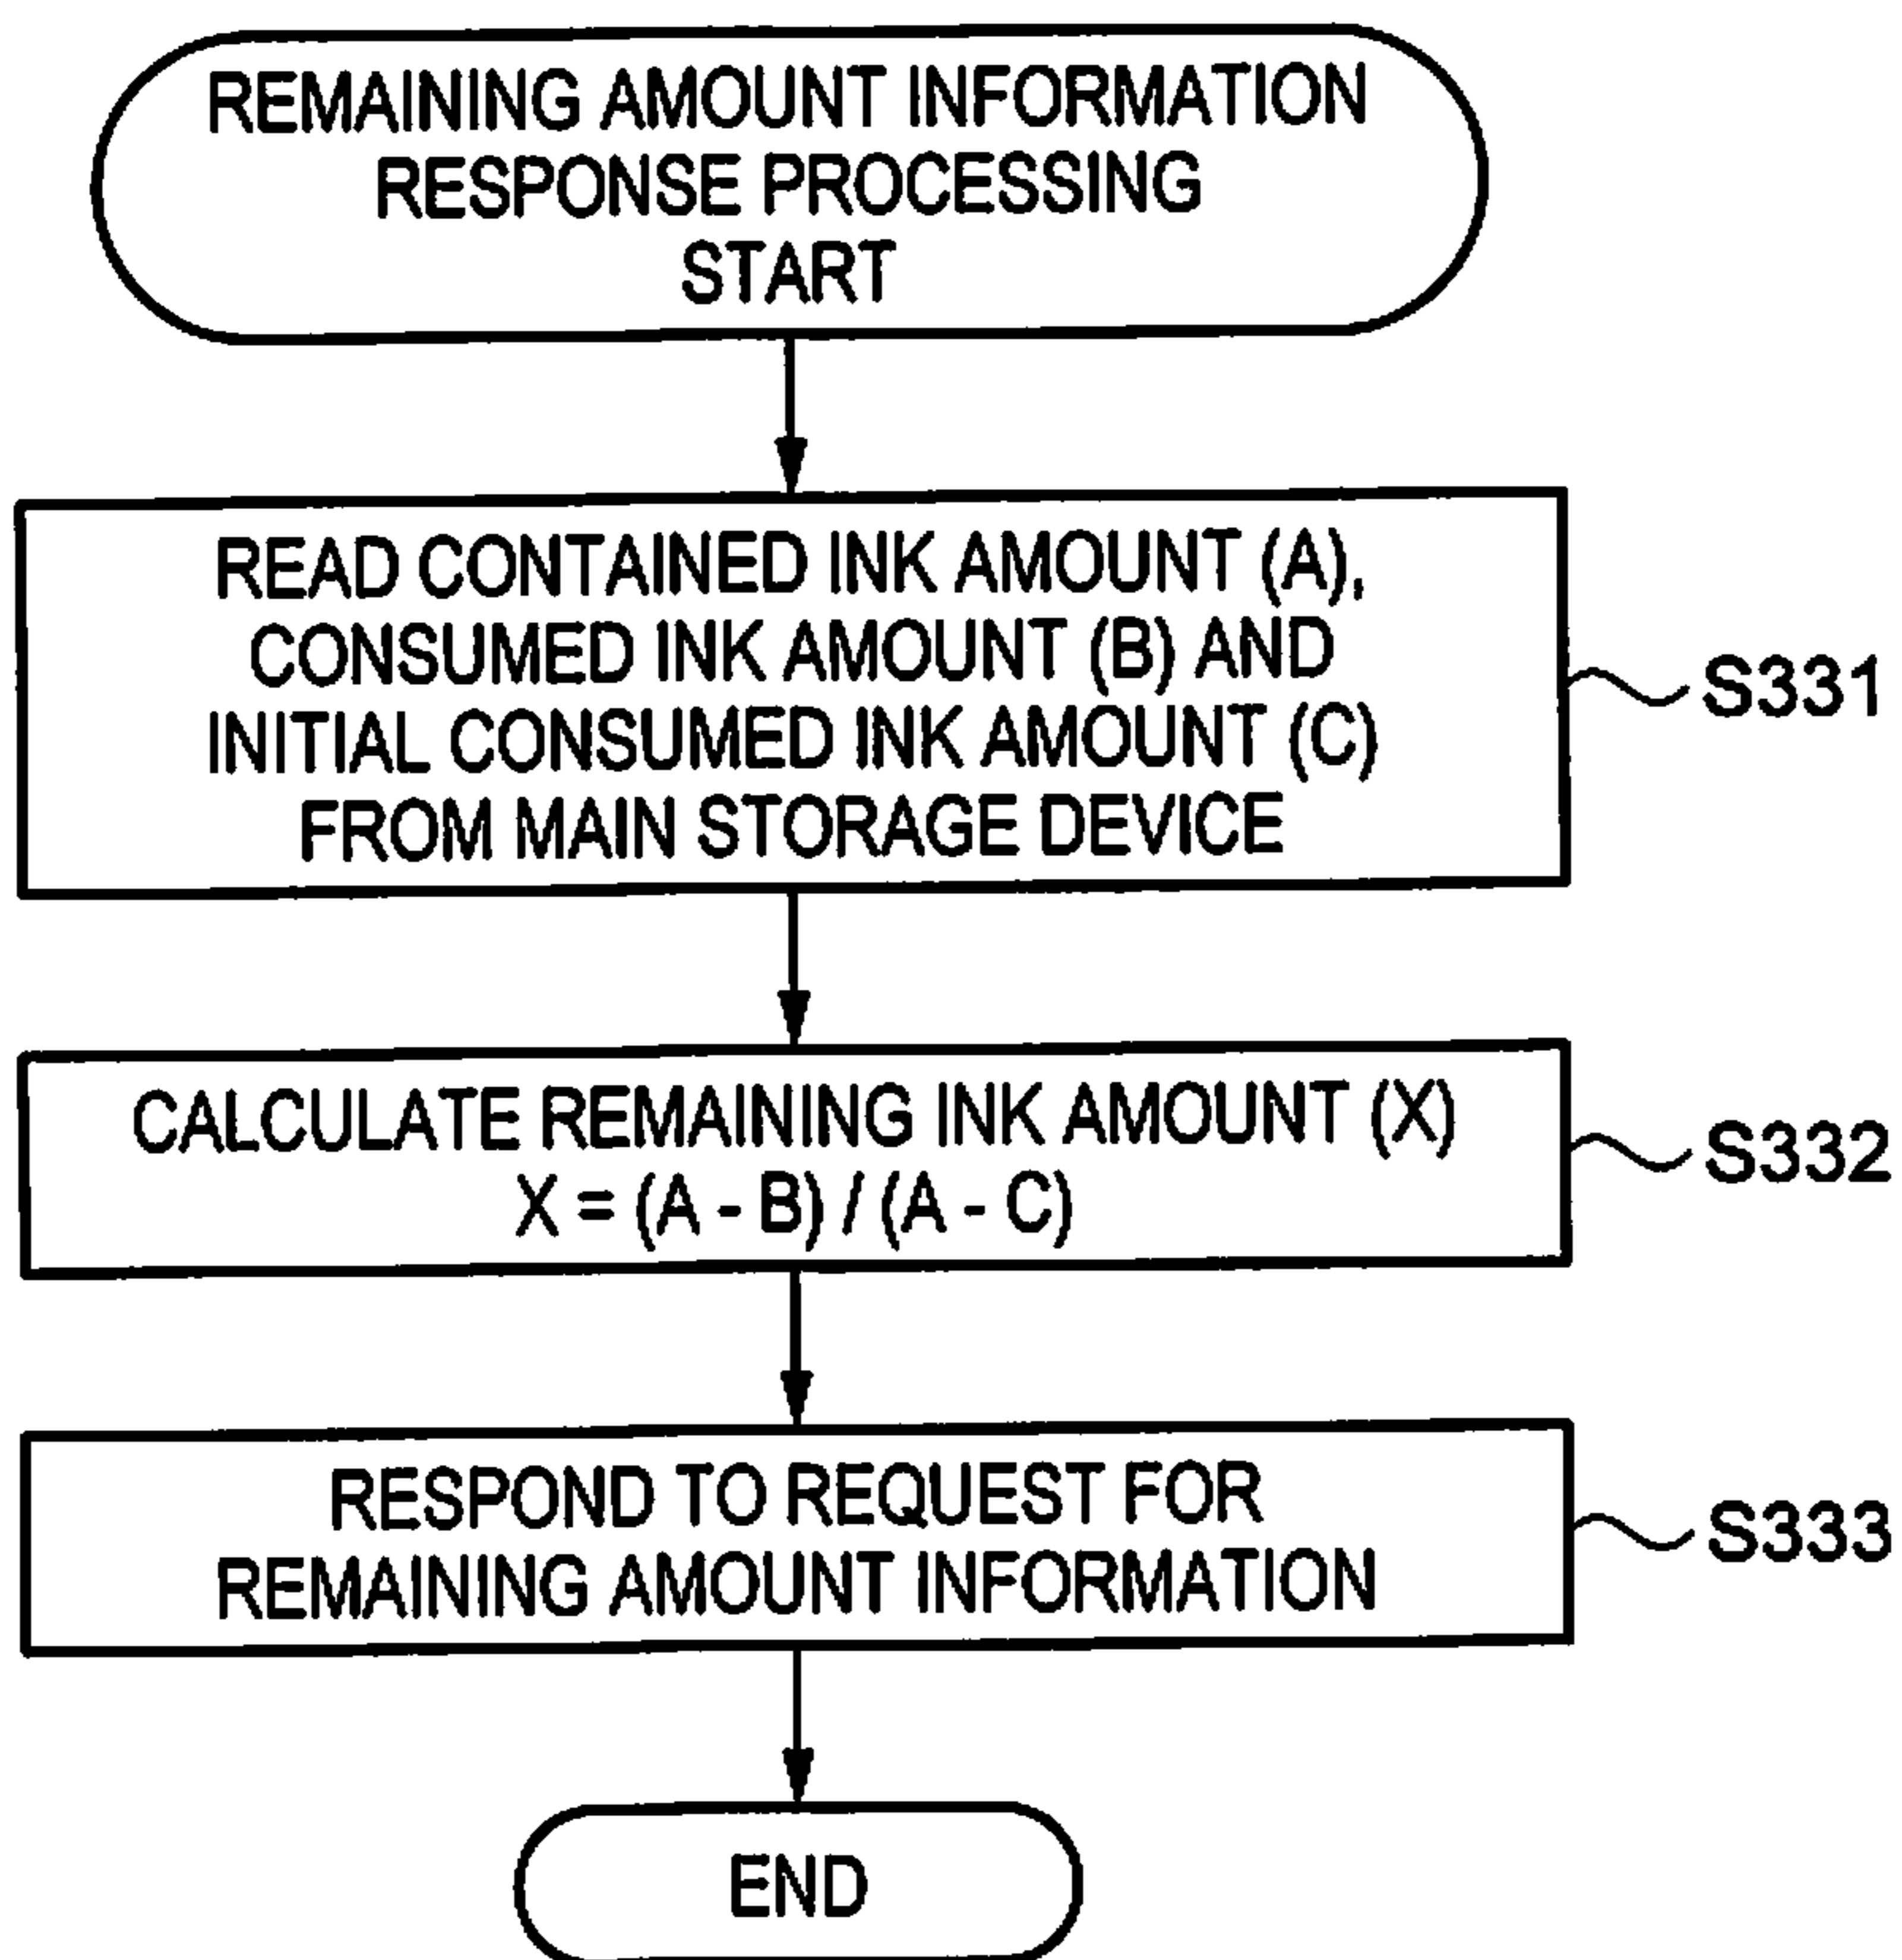 REMAINING AMOUNT INFORMATION
RESPONSE PROCESSING
START
READ CONTAINED INK AMOUNT (A),
CONSUMED INK AMOUNT (B) AND
INITIAL CONSUMED INK AMOUNT (C)
FROM MAIN STORAGE DEVICE
S331
CALCULATE REMAINING INK AMOUNT (X)
X = (A - B) / (A - C)
S332
RESPOND TO REQUEST FOR
REMAINING AMOUNT INFORMATION
S333
END